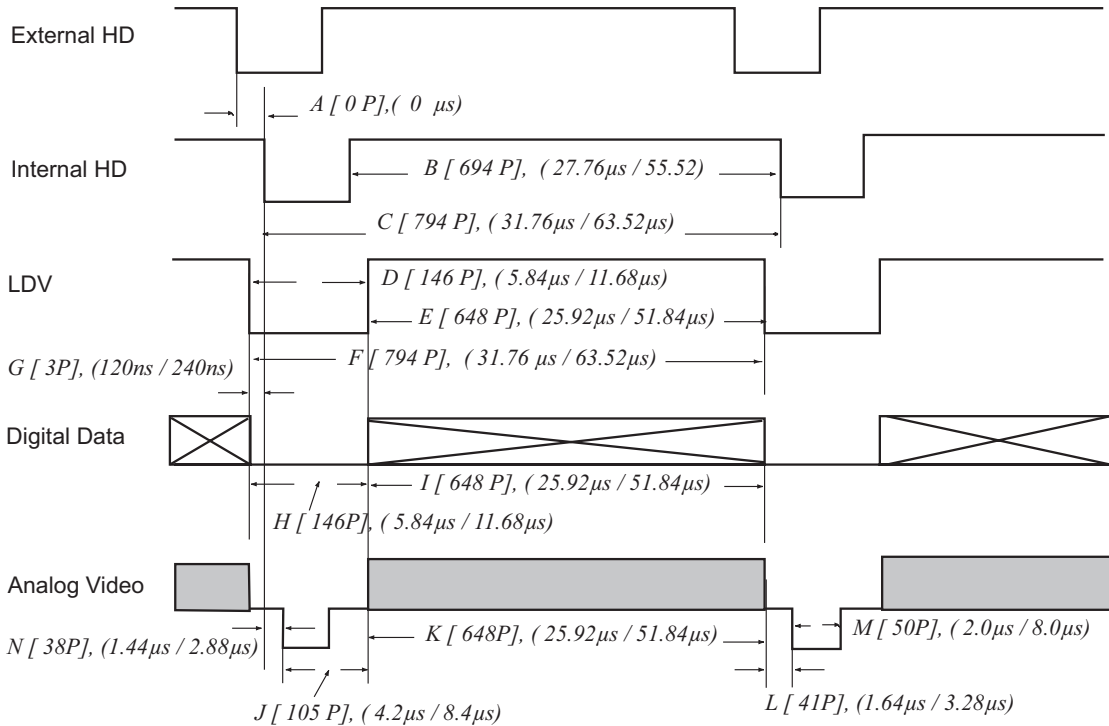 External HD
A [ 0 P],( 0 μs)
Internal HD
B [ 694 P], ( 27.76μs / 55.52)
C [ 794 P], ( 31.76μs / 63.52μs)
LDV
D [ 146 P], ( 5.84μs / 11.68μs)
E [ 648 P], ( 25.92μs / 51.84μs)
F [ 794 P], ( 31.76 μs / 63.52μs)
G [ 3P], (120ns / 240ns)
Digital Data
I [ 648 P], ( 25.92μs / 51.84μs)
H [ 146P], ( 5.84μs / 11.68μs)
Analog Video
K [ 648P], ( 25.92μs / 51.84μs)
M [ 50P], ( 2.0μs / 8.0μs)
N [ 38P], (1.44μs / 2.88μs)
L [ 41P], (1.64μs / 3.28μs)
J [ 105 P], ( 4.2μs / 8.4μs)